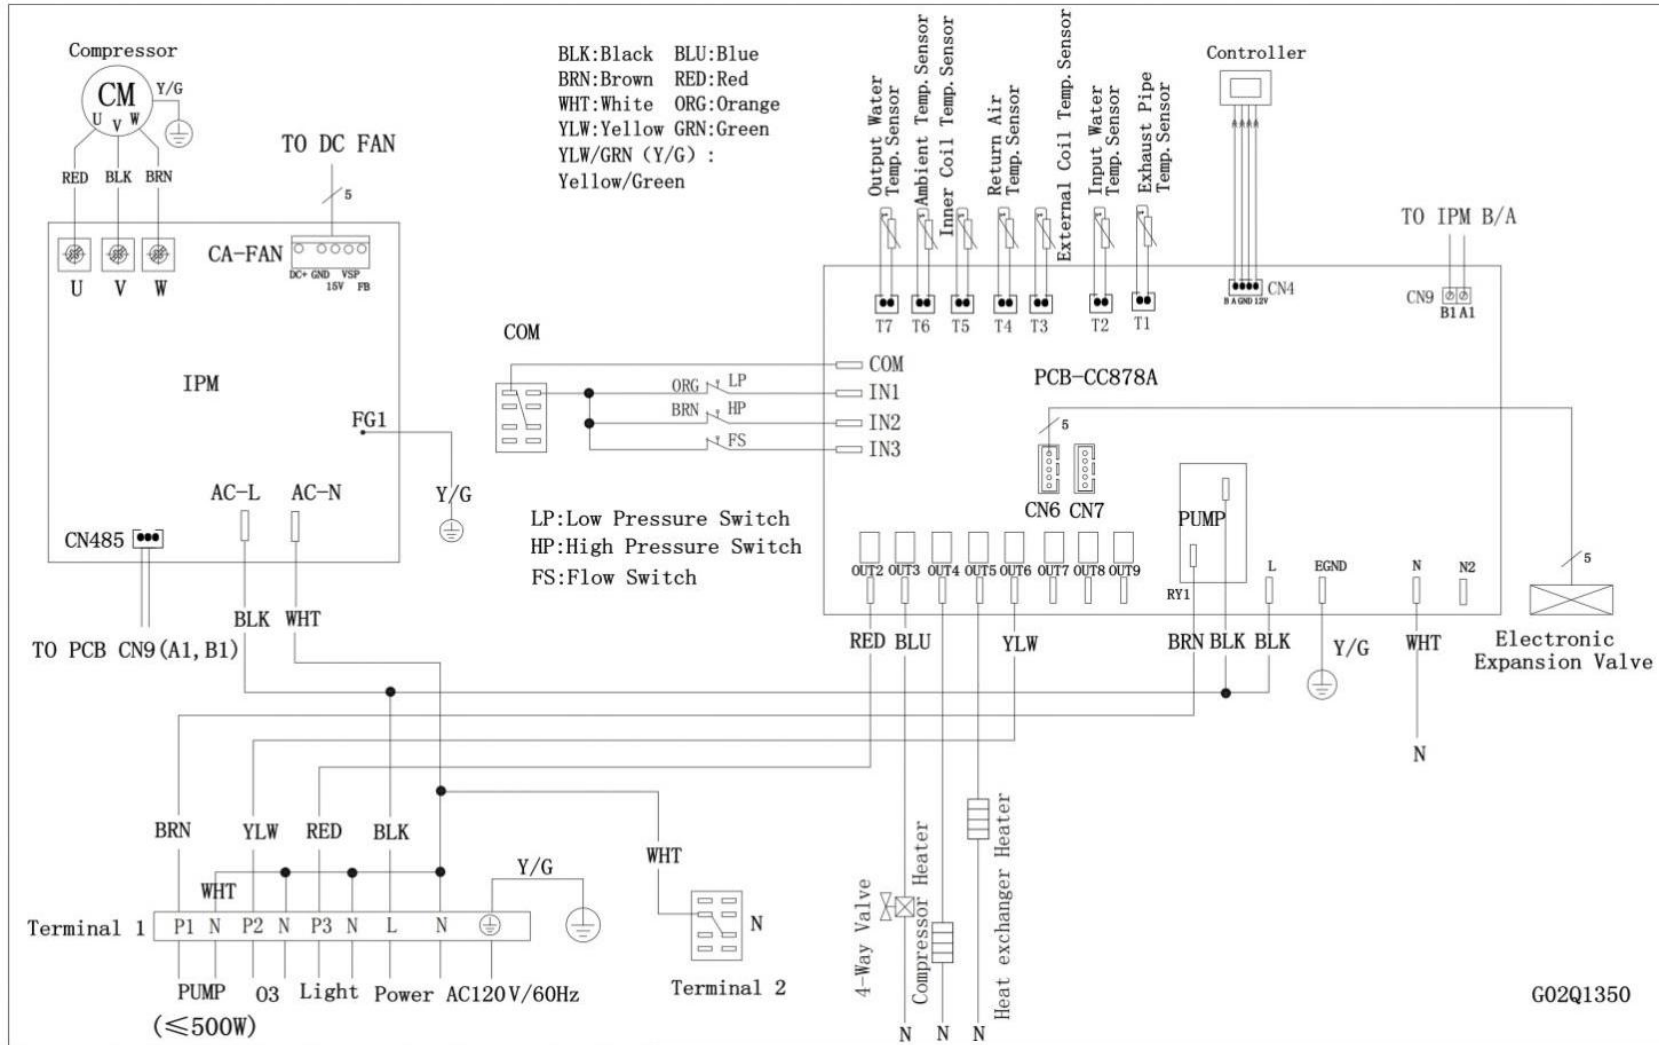 Compressor
CM
Y/G
U V W
RED BLK BRN
TO DC FAN
5
CA-FAN
DC+ GND VSP
15V FB
U V W
IPM
FG1
Y/G
AC-L AC-N
CN485
BLK WHT
TO PCB CN9(A1,B1)
BLK:Black BLU:Blue
BRN:Brown RED:Red
WHT:White ORG:Orange
YLW:Yellow GRN:Green
YLW/GRN (Y/G) :
Yellow/Green
COM
ORG LP
BRN HP
FS
LP:Low Pressure Switch
HP:High Pressure Switch
FS:Flow Switch
Output Water
Temp.Sensor
Ambient Temp.Sensor
Inner Coil Temp.Sensor
Return Air
Temp.Sensor
External Coil Temp.Sensor
Input Water
Temp.Sensor
Exhaust Pipe
Temp.Sensor
Controller
TO IPM B/A
T7 T6 T5 T4 T3 T2 T1
CN4
B A GND 12V
CN9
B1 A1
COM
IN1
IN2
IN3
PCB-CC878A
5
CN6 CN7
PUMP
RY1
OUT2 OUT3 OUT4 OUT5 OUT6 OUT7 OUT8 OUT9
L EGND N N2
5
Electronic
Expansion Valve
RED BLU YLW BRN BLK BLK Y/G WHT
N
BRN YLW RED BLK
WHT
Y/G
WHT
Terminal 1 P1 N P2 N P3 N L N
PUMP O3 Light Power AC120V/60Hz
(≤500W)
N
Terminal 2
4-Way Valve
Compressor Heater
Heat exchanger Heater
N N N
G02Q1350